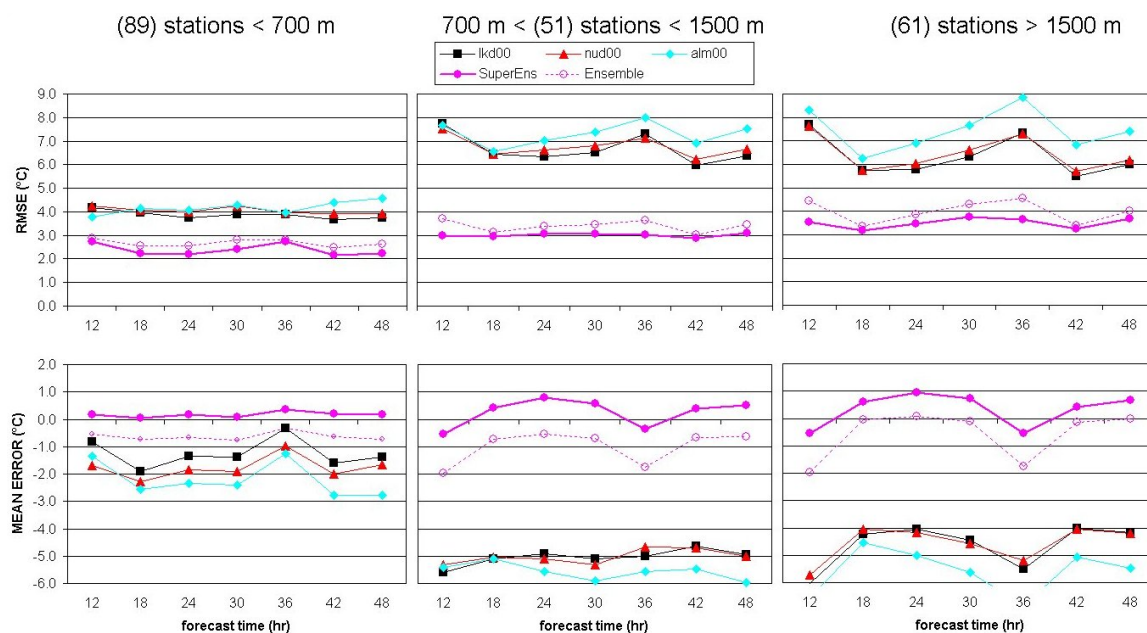 (89) stations < 700 m
700 m < (51) stations < 1500 m
(61) stations > 1500 m
lkd00 nud00 alm00
SuperEns Ensemble
RMSE (°C)
9.0
8.0
7.0
6.0
5.0
4.0
3.0
2.0
1.0
0.0
12 18 24 30 36 42 48
12 18 24 30 36 42 48
12 18 24 30 36 42 48
MEAN ERROR (°C)
2.0
1.0
0.0
-1.0
-2.0
-3.0
-4.0
-5.0
-6.0
12 18 24 30 36 42 48
12 18 24 30 36 42 48
12 18 24 30 36 42 48
forecast time (hr)
forecast time (hr)
forecast time (hr)